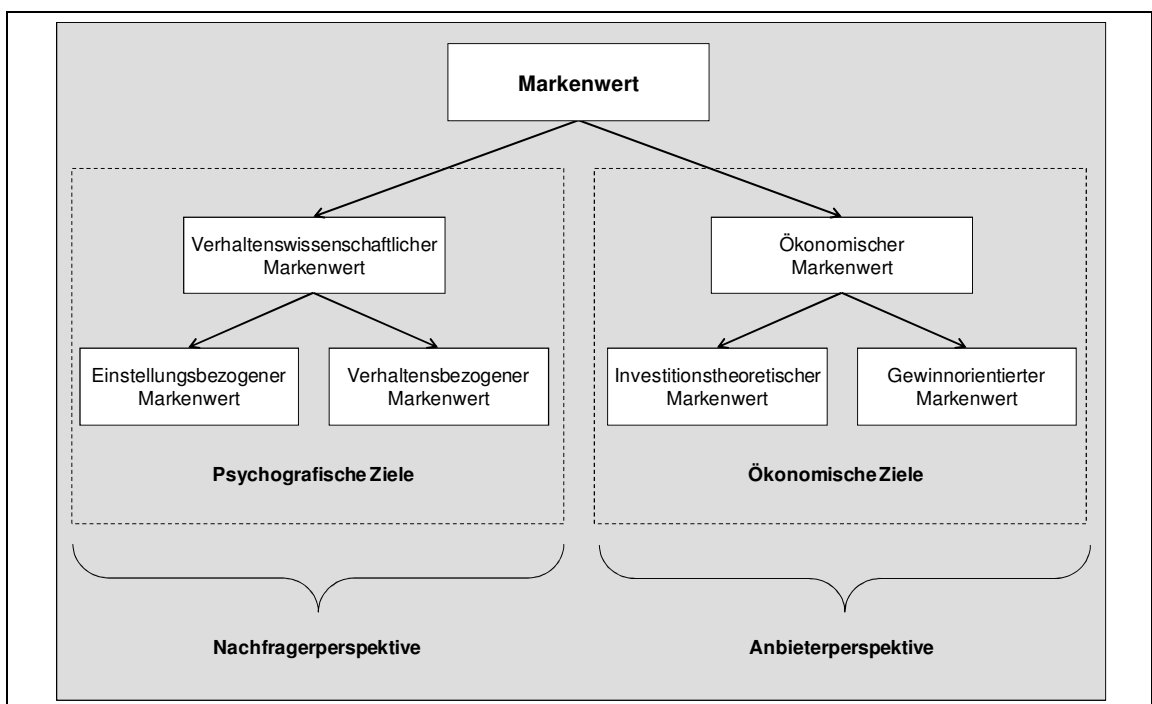 Markenwert
Verhaltenswissenschaftlicher
Markenwert
Ökonomischer
Markenwert
Einstellungsbezogener
Markenwert
Verhaltensbezogener
Markenwert
Investitionstheoretischer
Markenwert
Gewinnorientierter
Markenwert
Psychografische Ziele
Ökonomische Ziele
Nachfragerperspektive
Anbieterperspektive